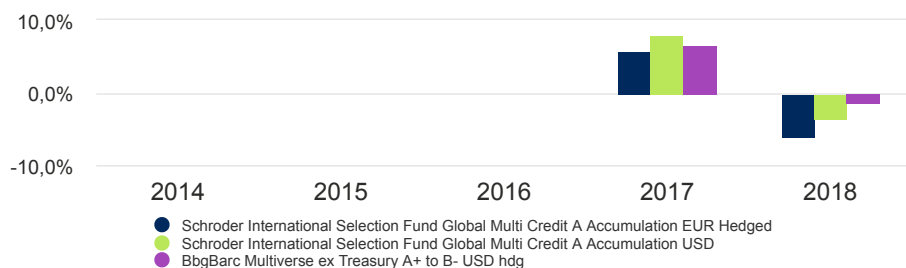 10,0%
0,0%
-10,0%
2014 2015 2016 2017 2018
Schroder International Selection Fund Global Multi Credit A Accumulation EUR Hedged
Schroder International Selection Fund Global Multi Credit A Accumulation USD
BbgBarc Multiverse ex Treasury A+ to B- USD hdg